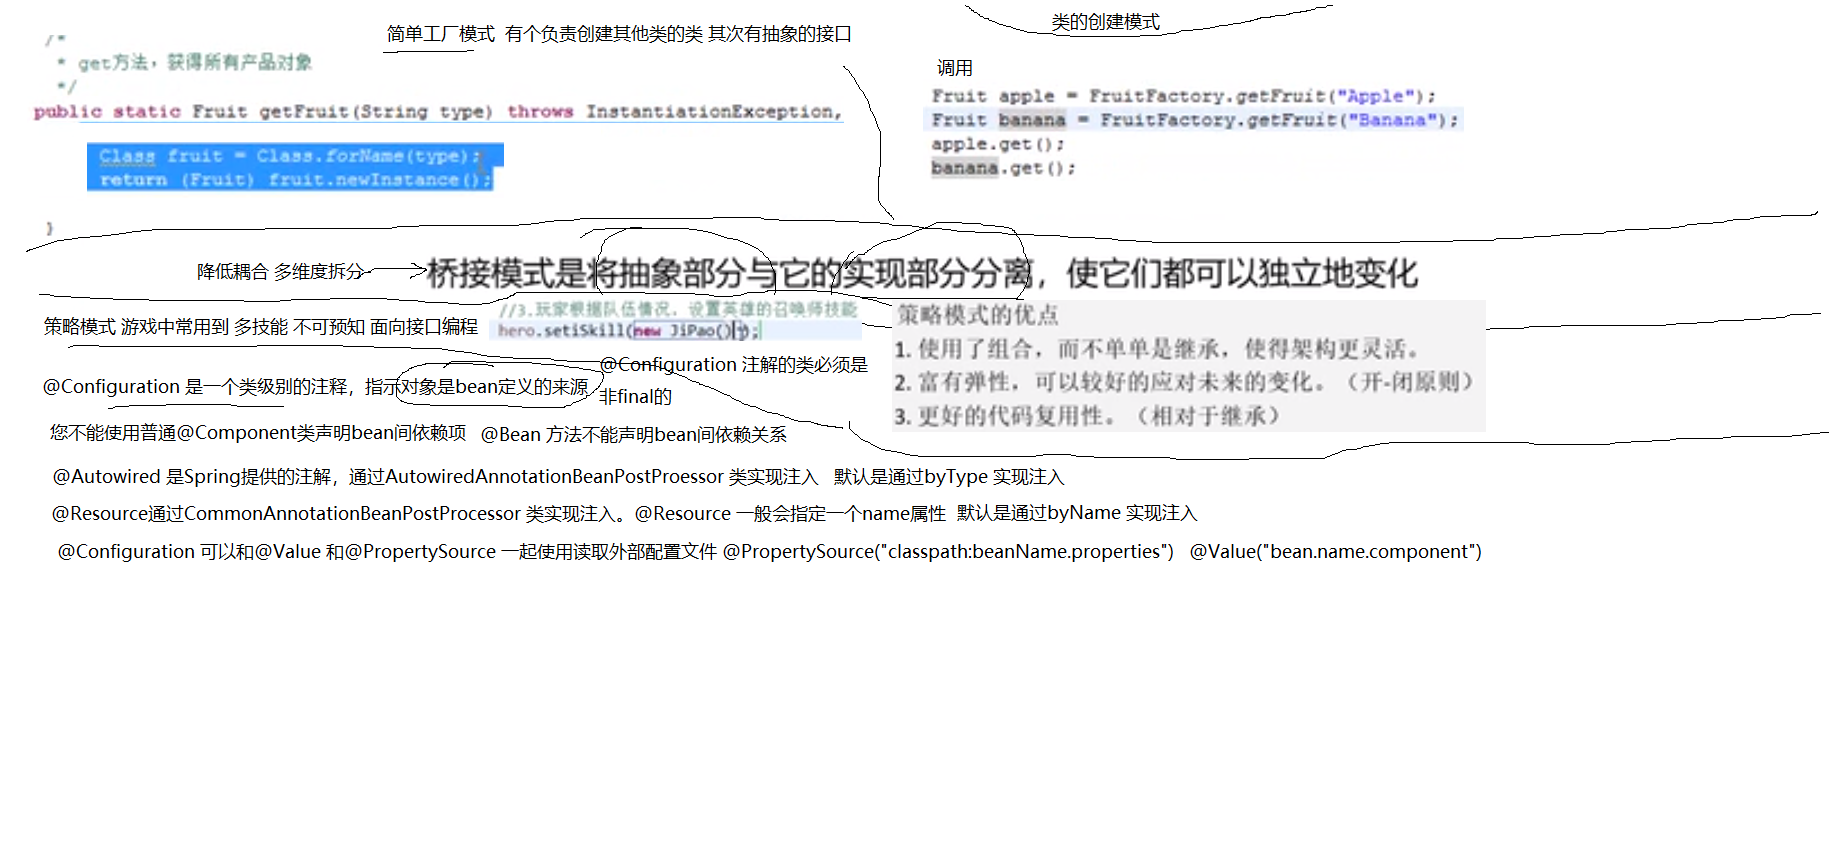 类的创建模式
简单工厂模式 有个负责创建其他类的类 其次有抽象的接口
/*
* get方法，获得所有产品对象
*/
public static Fruit getFruit(String type) throws InstantiationException,
Class fruit = Class.forName(type);
return (Fruit) fruit.newInstance();
}
调用
Fruit apple = FruitFactory.getFruit("Apple");
Fruit banana = FruitFactory.getFruit("Banana");
apple.get();
banana.get();
降低耦合 多维度拆分
桥接模式是将抽象部分与它的实现部分分离，使它们都可以独立地变化
策略模式 游戏中常用到 多技能 不可预知 面向接口编程
//3.玩家根据队伍情况，设置英雄的召唤师技能
hero.setiSkill(new JiPao());
策略模式的优点
1. 使用了组合，而不单单是继承，使得架构更灵活。
2. 富有弹性，可以较好的应对未来的变化。（开-闭原则）
3. 更好的代码复用性。（相对于继承）
@Configuration 是一个类级别的注释，指示对象是bean定义的来源
@Configuration 注解的类必须是
非final的
您不能使用普通@Component类声明bean间依赖项 @Bean 方法不能声明bean间依赖关系
@Autowired 是Spring提供的注解，通过AutowiredAnnotationBeanPostProessor 类实现注入 默认是通过byType 实现注入
@Resource通过CommonAnnotationBeanPostProcessor 类实现注入。@Resource 一般会指定一个name属性 默认是通过byName 实现注入
@Configuration 可以和@Value 和@PropertySource 一起使用读取外部配置文件 @PropertySource("classpath:beanName.properties") @Value("bean.name.component")